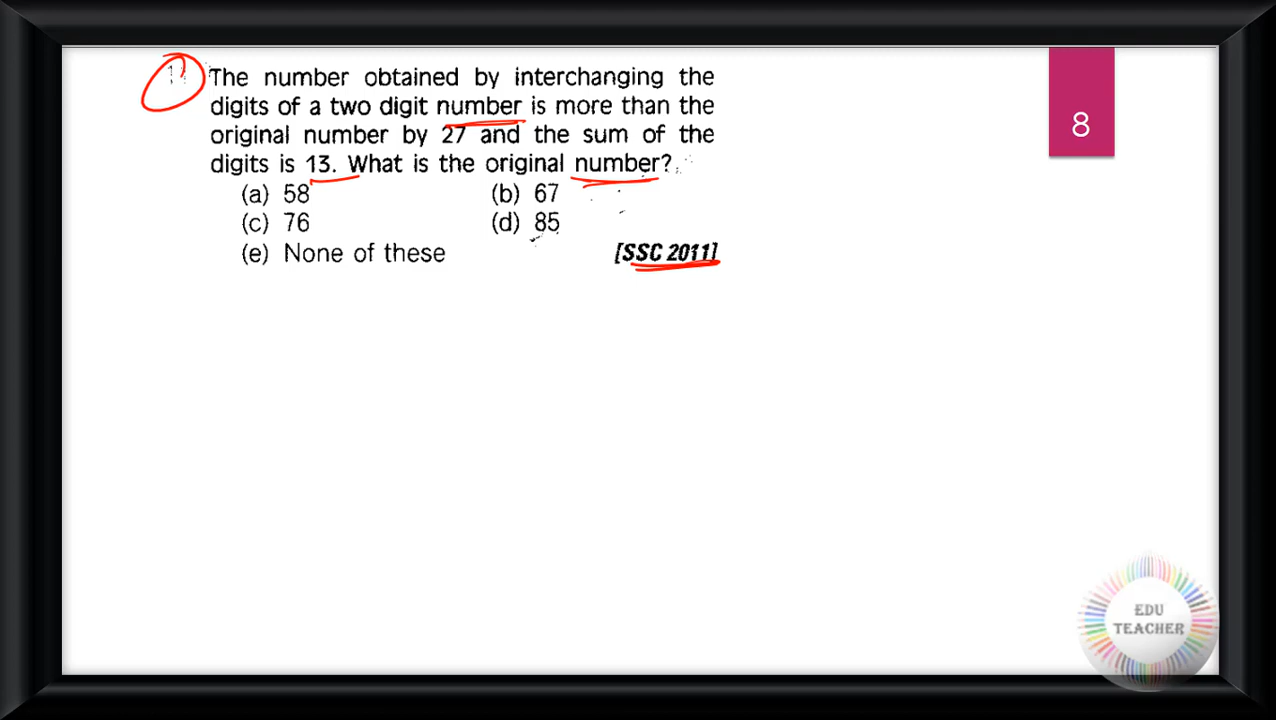 The number obtained by interchanging the
digits of a two digit number is more than the
original number by 27 and the sum of the
digits is 13. What is the original number?
(a) 58 (b) 67
(c) 76 (d) 85
(e) None of these [SSC 2011]
8
EDU
TEACHER